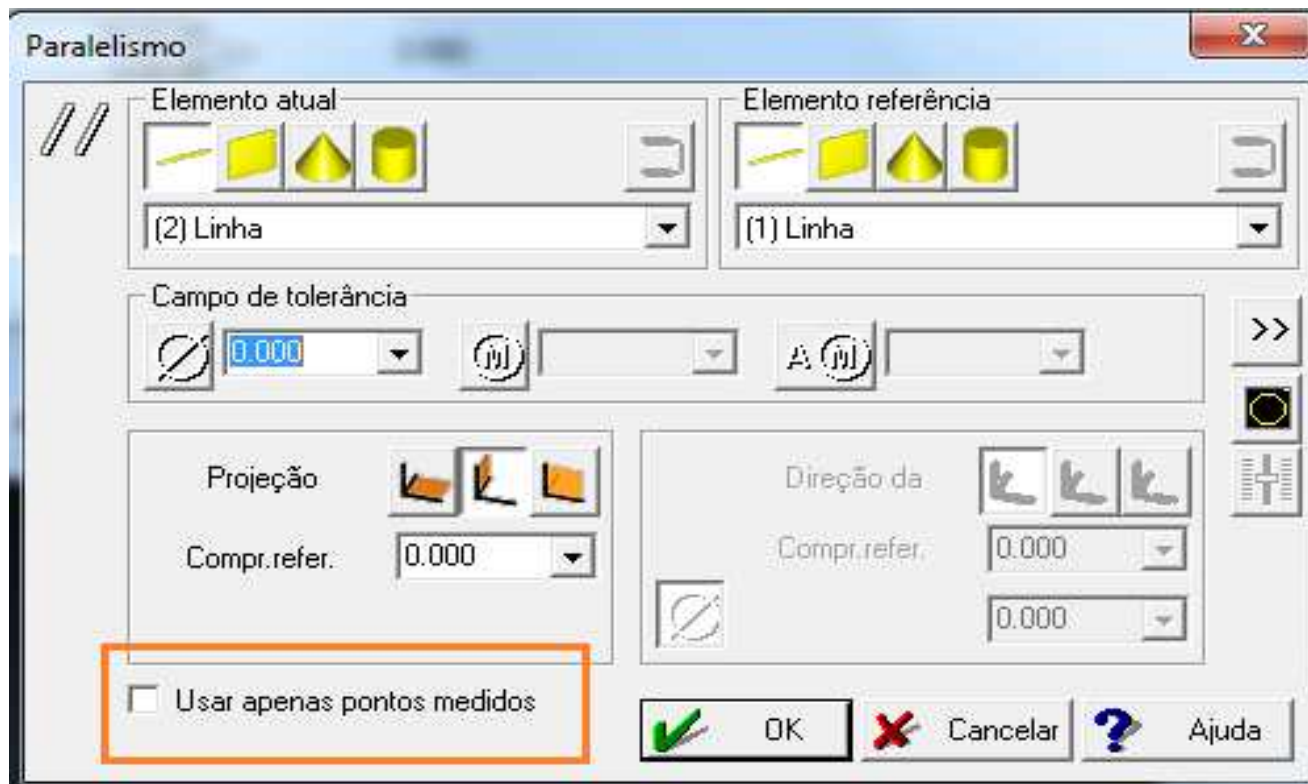 Paralelismo
Elemento atual
Elemento referência
(2) Linha
(1) Linha
Campo de tolerância
0.000
M
A M
>>
Projeção
Direção da
Compr.refer.
0.000
Compr.refer.
0.000
0.000
Usar apenas pontos medidos
OK
Cancelar
Ajuda